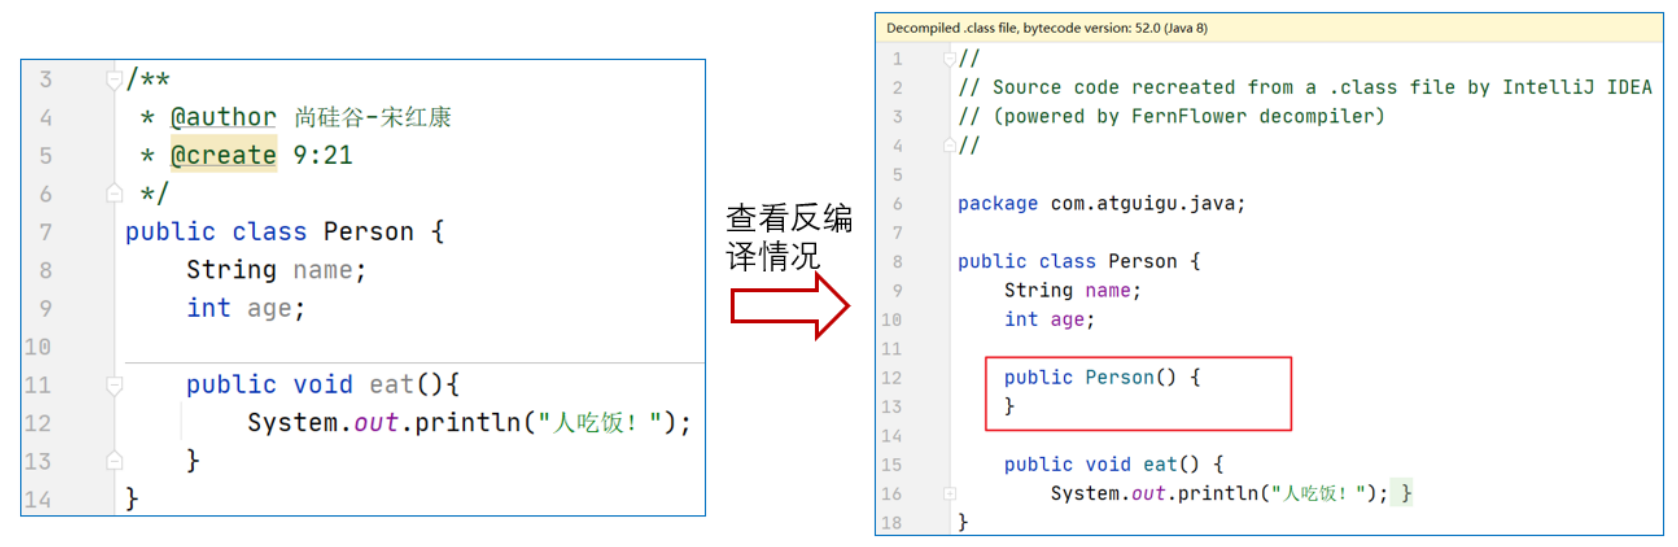 3 /**
4 * @author 尚硅谷-宋红康
5 * @create 9:21
6 */
7 public class Person {
8 String name;
9 int age;
10
11 public void eat(){
12 System.out.println("人吃饭！");
13 }
14 }
查看反编
译情况
Decompiled .class file, bytecode version: 52.0 (Java 8)
1 //
2 // Source code recreated from a .class file by IntelliJ IDEA
3 // (powered by FernFlower decompiler)
4 //
5
6 package com.atguigu.java;
7
8 public class Person {
9 String name;
10 int age;
11
12 public Person() {
13 }
14
15 public void eat() {
16 System.out.println("人吃饭！"); }
18 }